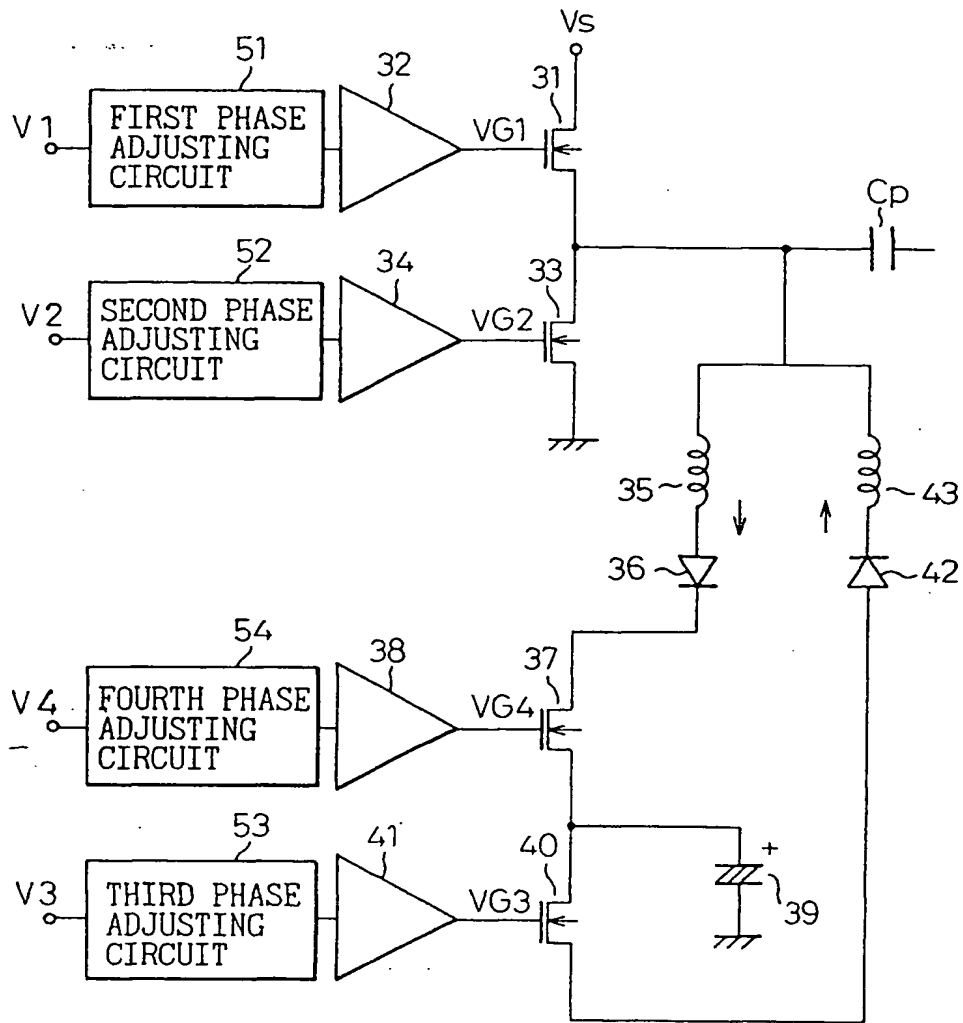 Vs
51
32
31
V1
FIRST PHASE
ADJUSTING
CIRCUIT
VG1
Cp
52
34
33
V2
SECOND PHASE
ADJUSTING
CIRCUIT
VG2
35
43
36
42
54
38
37
V4
FOURTH PHASE
ADJUSTING
CIRCUIT
VG4
53
41
40
+
39
V3
THIRD PHASE
ADJUSTING
CIRCUIT
VG3